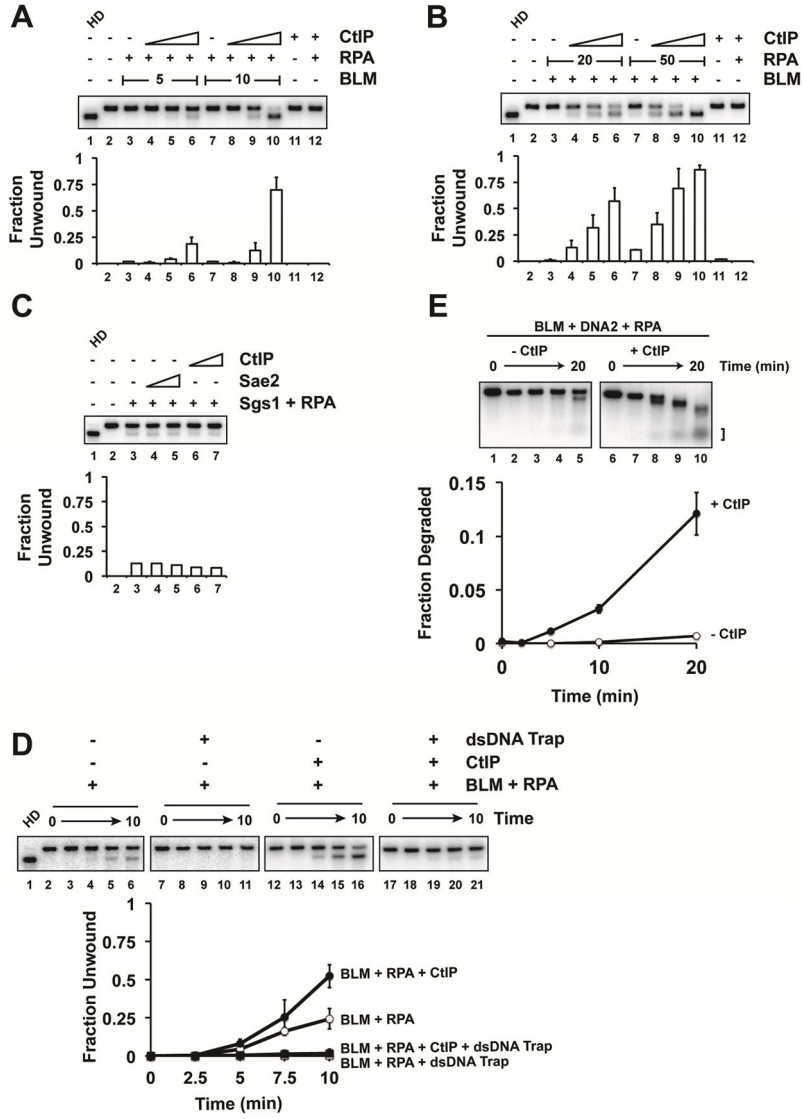 A
HD
- - - - + +
CtIP
- - + + + + + + + + - +
RPA
- - 5 10 - -
BLM
1 2 3 4 5 6 7 8 9 10 11 12
1
0.75
0.5
0.25
0
Fraction Unwound
2 3 4 5 6 7 8 9 10 11 12
B
HD
- - - - + +
CtIP
- - 20 50 - +
RPA
- - + + + + + + + + - -
BLM
1 2 3 4 5 6 7 8 9 10 11 12
1
0.75
0.5
0.25
0
Fraction Unwound
2 3 4 5 6 7 8 9 10 11 12
C
HD
- - - - -
CtIP
- - - - -
Sae2
- - + + + + +
Sgs1 + RPA
1 2 3 4 5 6 7
1
0.75
0.5
0.25
0
Fraction Unwound
2 3 4 5 6 7
E
BLM + DNA2 + RPA
- CtIP + CtIP
0 20 0 20 Time (min)
]
1 2 3 4 5 6 7 8 9 10
0.15
0.1
0.05
0
Fraction Degraded
+ CtIP
- CtIP
0 10 20
Time (min)
D
- + - + dsDNA Trap
- - + + CtIP
+ + + + BLM + RPA
HD
0 10 0 10 0 10 0 10 Time
1 2 3 4 5 6 7 8 9 10 11 12 13 14 15 16 17 18 19 20 21
1
0.75
0.5
0.25
0
Fraction Unwound
BLM + RPA + CtIP
BLM + RPA
BLM + RPA + CtIP + dsDNA Trap
BLM + RPA + dsDNA Trap
0 2.5 5 7.5 10
Time (min)